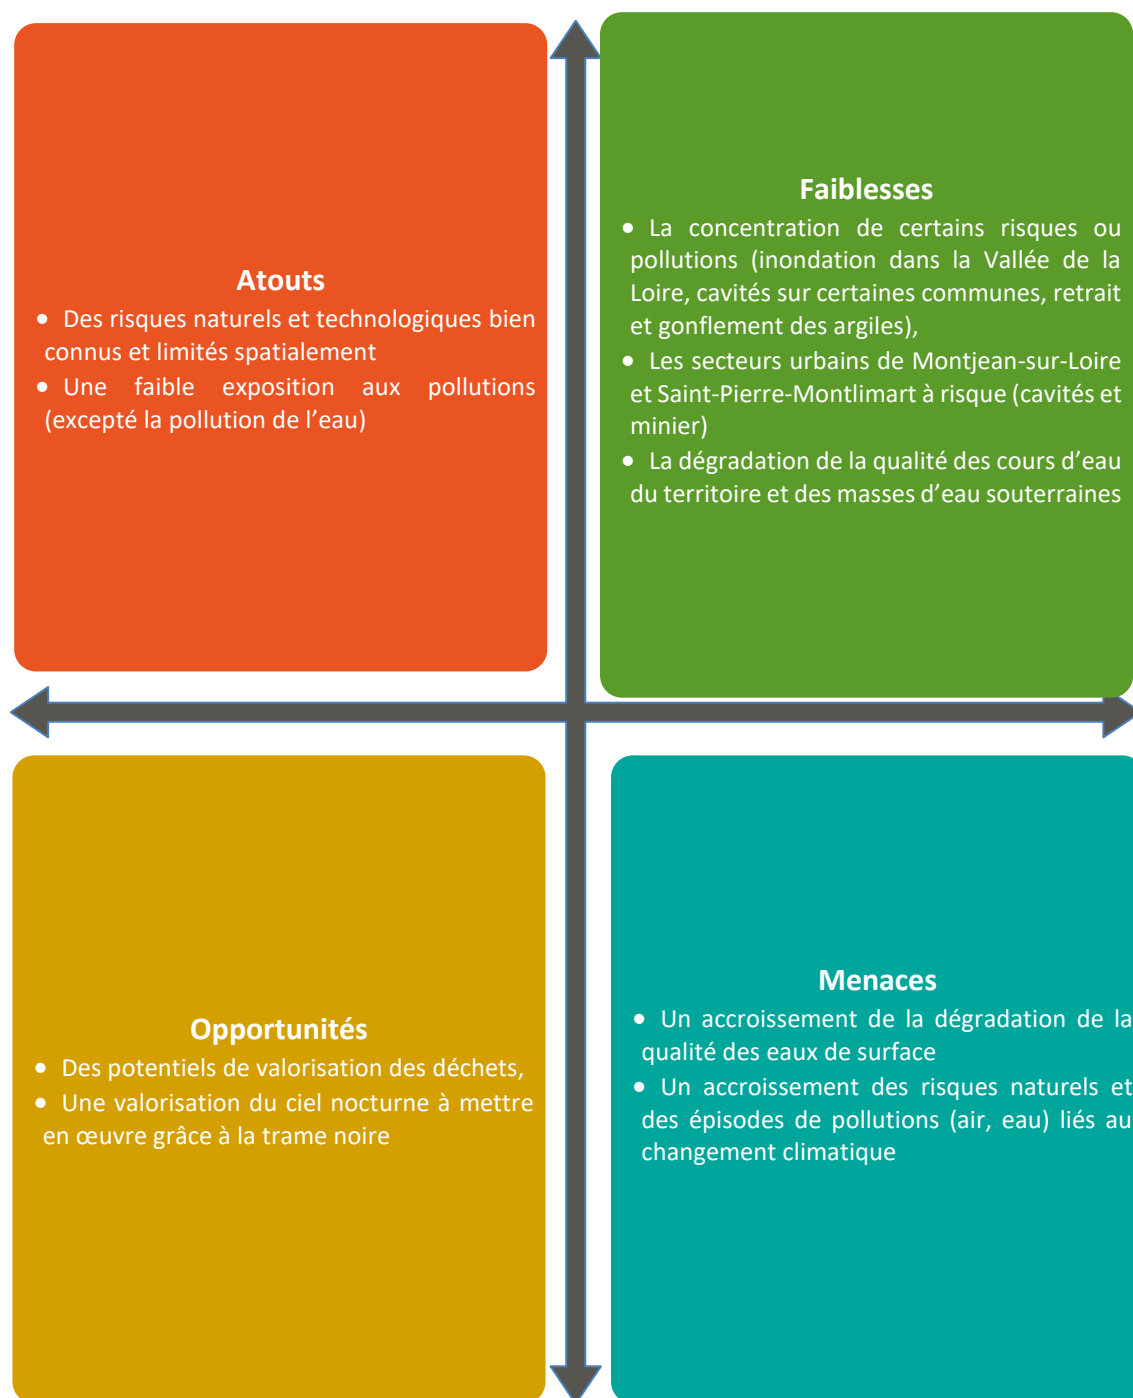 Atouts
• Des risques naturels et technologiques bien
connus et limités spatialement
• Une faible exposition aux pollutions
(excepté la pollution de l’eau)
Faiblesses
• La concentration de certains risques ou
pollutions (inondation dans la Vallée de la
Loire, cavités sur certaines communes, retrait
et gonflement des argiles),
• Les secteurs urbains de Montjean-sur-Loire
et Saint-Pierre-Montlimart à risque (cavités et
minier)
• La dégradation de la qualité des cours d’eau
du territoire et des masses d’eau souterraines
Opportunités
• Des potentiels de valorisation des déchets,
• Une valorisation du ciel nocturne à mettre
en œuvre grâce à la trame noire
Menaces
• Un accroissement de la dégradation de la
qualité des eaux de surface
• Un accroissement des risques naturels et
des épisodes de pollutions (air, eau) liés au
changement climatique